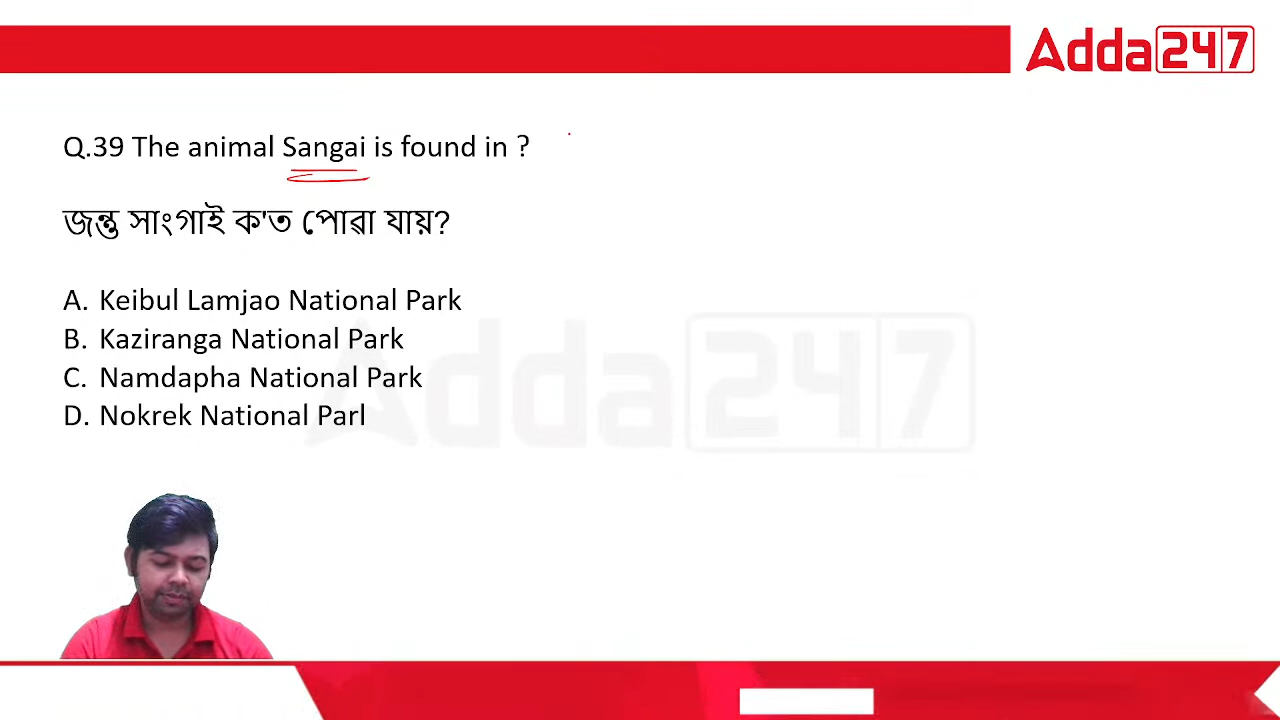 Adda247
Q.39 The animal Sangai is found in ?
জন্তু সাংগাই ক'ত পোৱা যায়?
A. Keibul Lamjao National Park
B. Kaziranga National Park
C. Namdapha National Park
D. Nokrek National Parl
Adda247